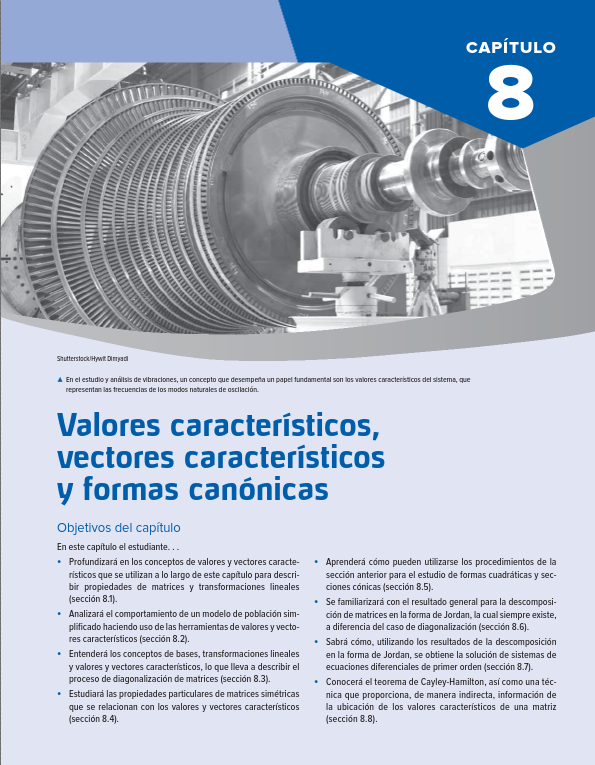 CAPÍTULO
8
Shutterstock/Hywit Dimyadi
▲ En el estudio y análisis de vibraciones, un concepto que desempeña un papel fundamental son los valores característicos del sistema, que
representan las frecuencias de los modos naturales de oscilación.
Valores característicos,
vectores característicos
y formas canónicas
Objetivos del capítulo
En este capítulo el estudiante. . .
• Profundizará en los conceptos de valores y vectores caracte-
rísticos que se utilizan a lo largo de este capítulo para descri-
bir propiedades de matrices y transformaciones lineales
(sección 8.1).
• Analizará el comportamiento de un modelo de población sim-
plificado haciendo uso de las herramientas de valores y vecto-
res característicos (sección 8.2).
• Entenderá los conceptos de bases, transformaciones lineales
y valores y vectores característicos, lo que lleva a describir el
proceso de diagonalización de matrices (sección 8.3).
• Estudiará las propiedades particulares de matrices simétricas
que se relacionan con los valores y vectores característicos
(sección 8.4).
• Aprenderá cómo pueden utilizarse los procedimientos de la
sección anterior para el estudio de formas cuadráticas y sec-
ciones cónicas (sección 8.5).
• Se familiarizará con el resultado general para la descomposi-
ción de matrices en la forma de Jordan, la cual siempre existe,
a diferencia del caso de diagonalización (sección 8.6).
• Sabrá cómo, utilizando los resultados de la descomposición
en la forma de Jordan, se obtiene la solución de sistemas de
ecuaciones diferenciales de primer orden (sección 8.7).
• Conocerá el teorema de Cayley-Hamilton, así como una téc-
nica que proporciona, de manera indirecta, información de
la ubicación de los valores característicos de una matriz
(sección 8.8).